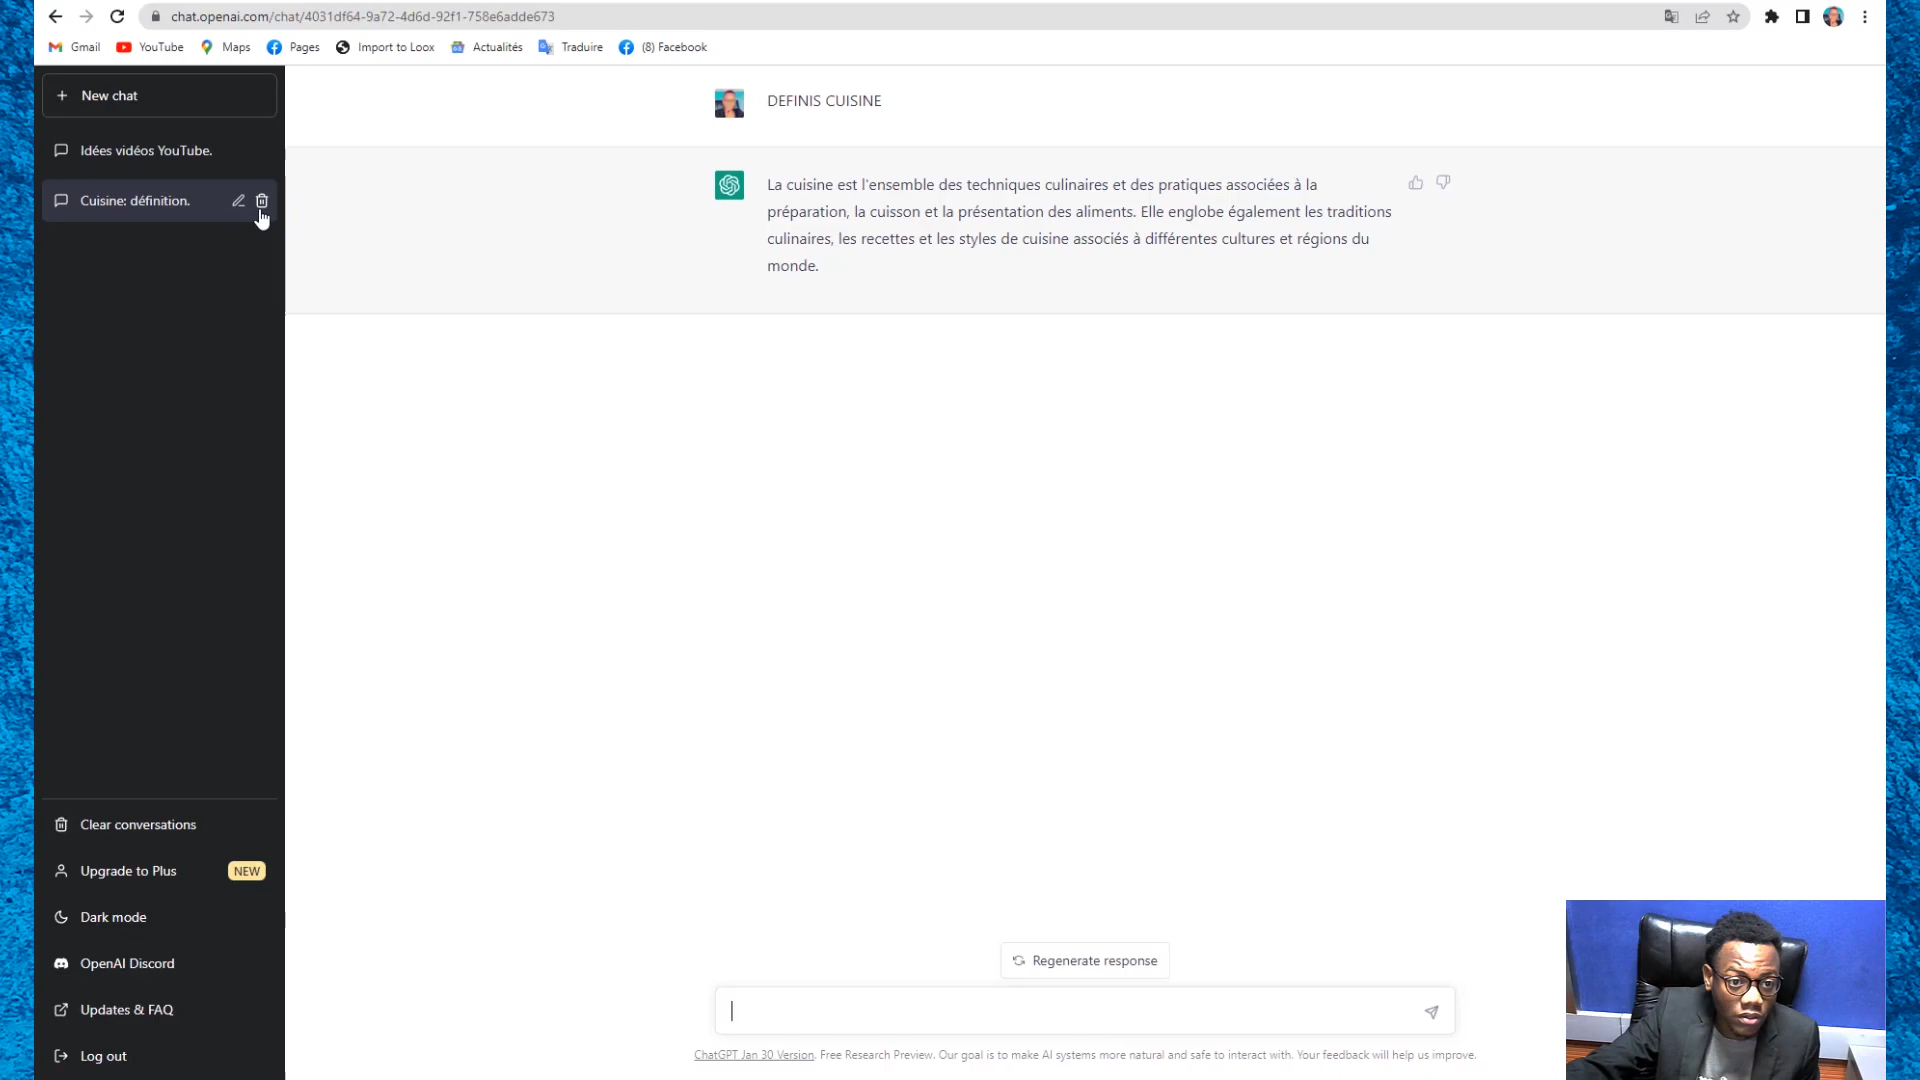 chat.openai.com/chat/4031df64-9a72-4d6d-92f1-758e6adde673
Gmail
YouTube
Maps
Pages
Import to Loox
Actualités
Traduire
(8) Facebook
New chat
Idées vidéos YouTube.
Cuisine: définition.
DEFINIS CUISINE
La cuisine est l'ensemble des techniques culinaires et des pratiques associées à la
préparation, la cuisson et la présentation des aliments. Elle englobe également les traditions
culinaires, les recettes et les styles de cuisine associés à différentes cultures et régions du
monde.
Clear conversations
Upgrade to Plus
NEW
Dark mode
OpenAI Discord
Updates & FAQ
Log out
Regenerate response
ChatGPT Jan 30 Version. Free Research Preview. Our goal is to make AI systems more natural and safe to interact with. Your feedback will help us improve.